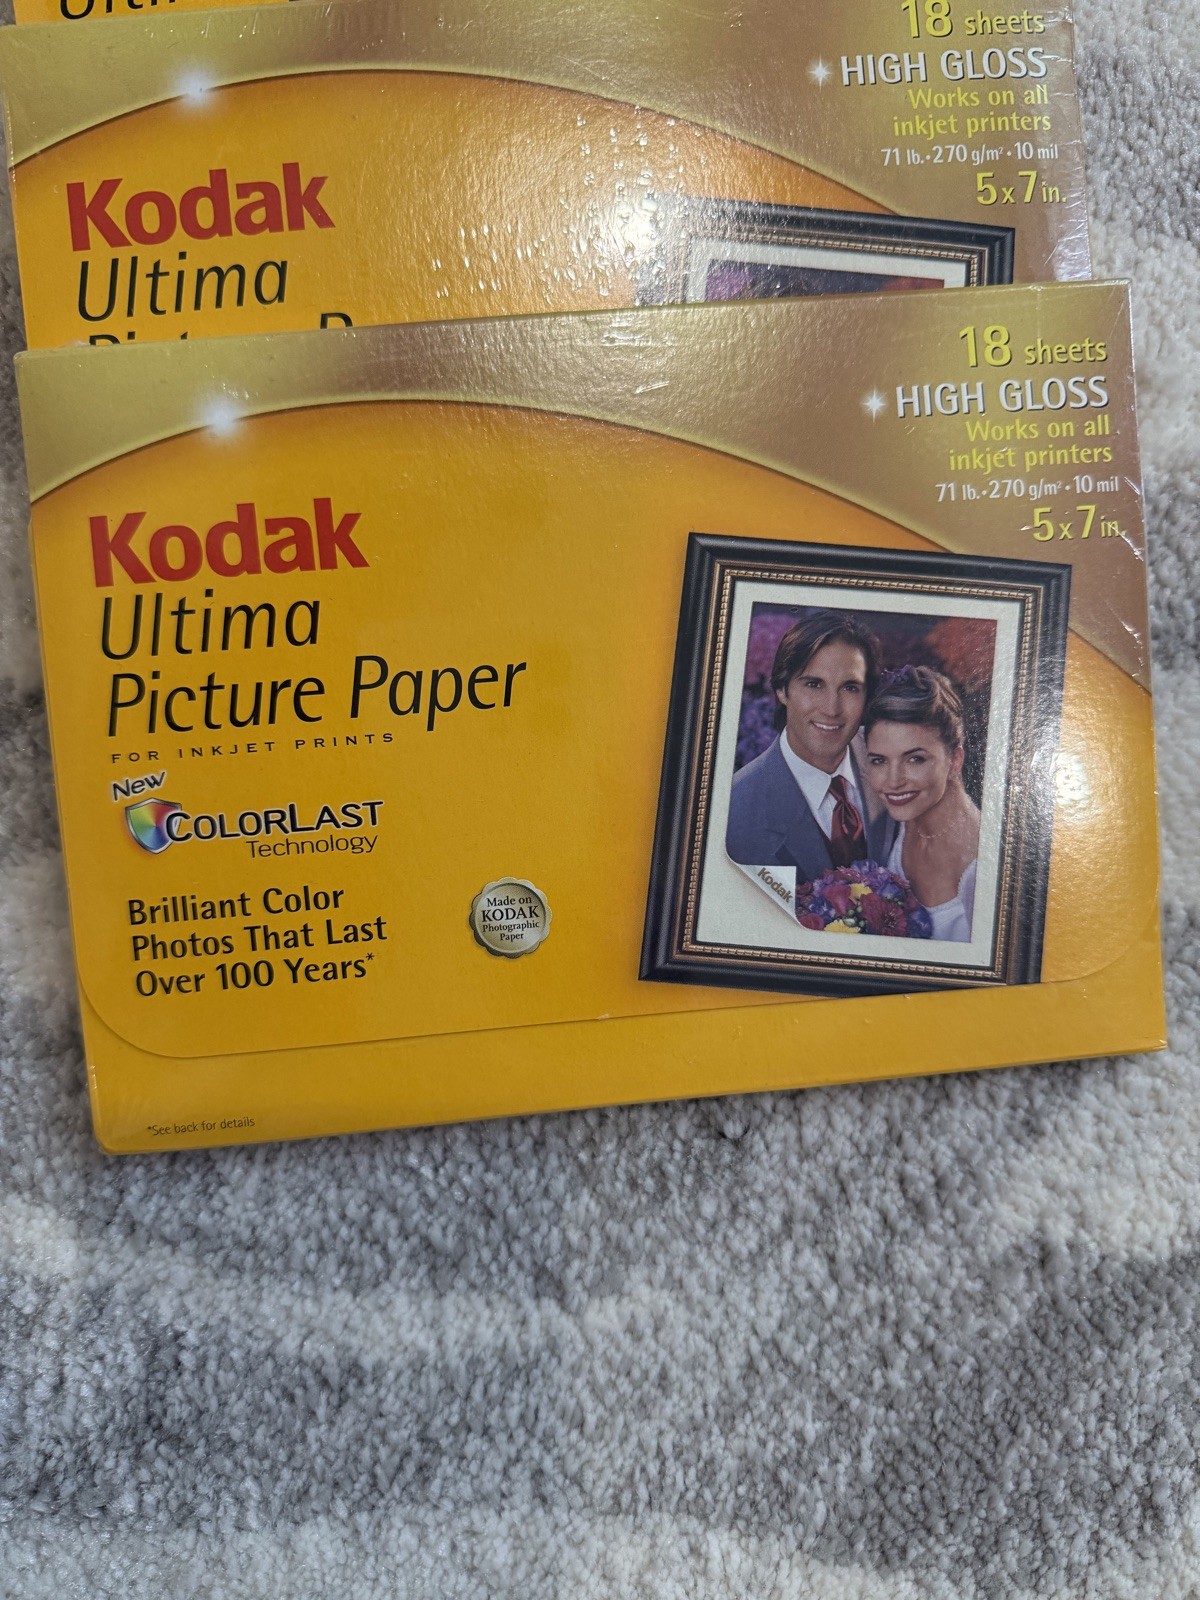 18 sheets
HIGH GLOSS
Works on all
inkjet printers
71 lb.•270 g/m²•10 mil
5 x 7 in.
Kodak
Ultima
18 sheets
HIGH GLOSS
Works on all
inkjet printers
71 lb.•270 g/m²•10 mil
5 x 7 in.
Kodak
Ultima
Picture Paper
FOR INKJET PRINTS
New
COLORLAST
Technology
Brilliant Color
Photos That Last
Over 100 Years*
Made on
KODAK
Photographic
Paper
Kodak
*See back for details